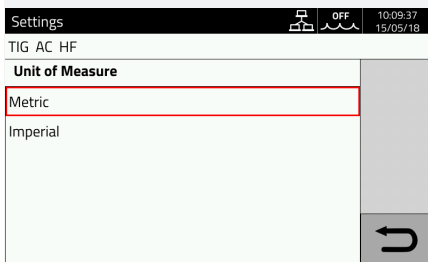 Settings
OFF
10:09:37
15/05/18
TIG AC HF
Unit of Measure
Metric
Imperial